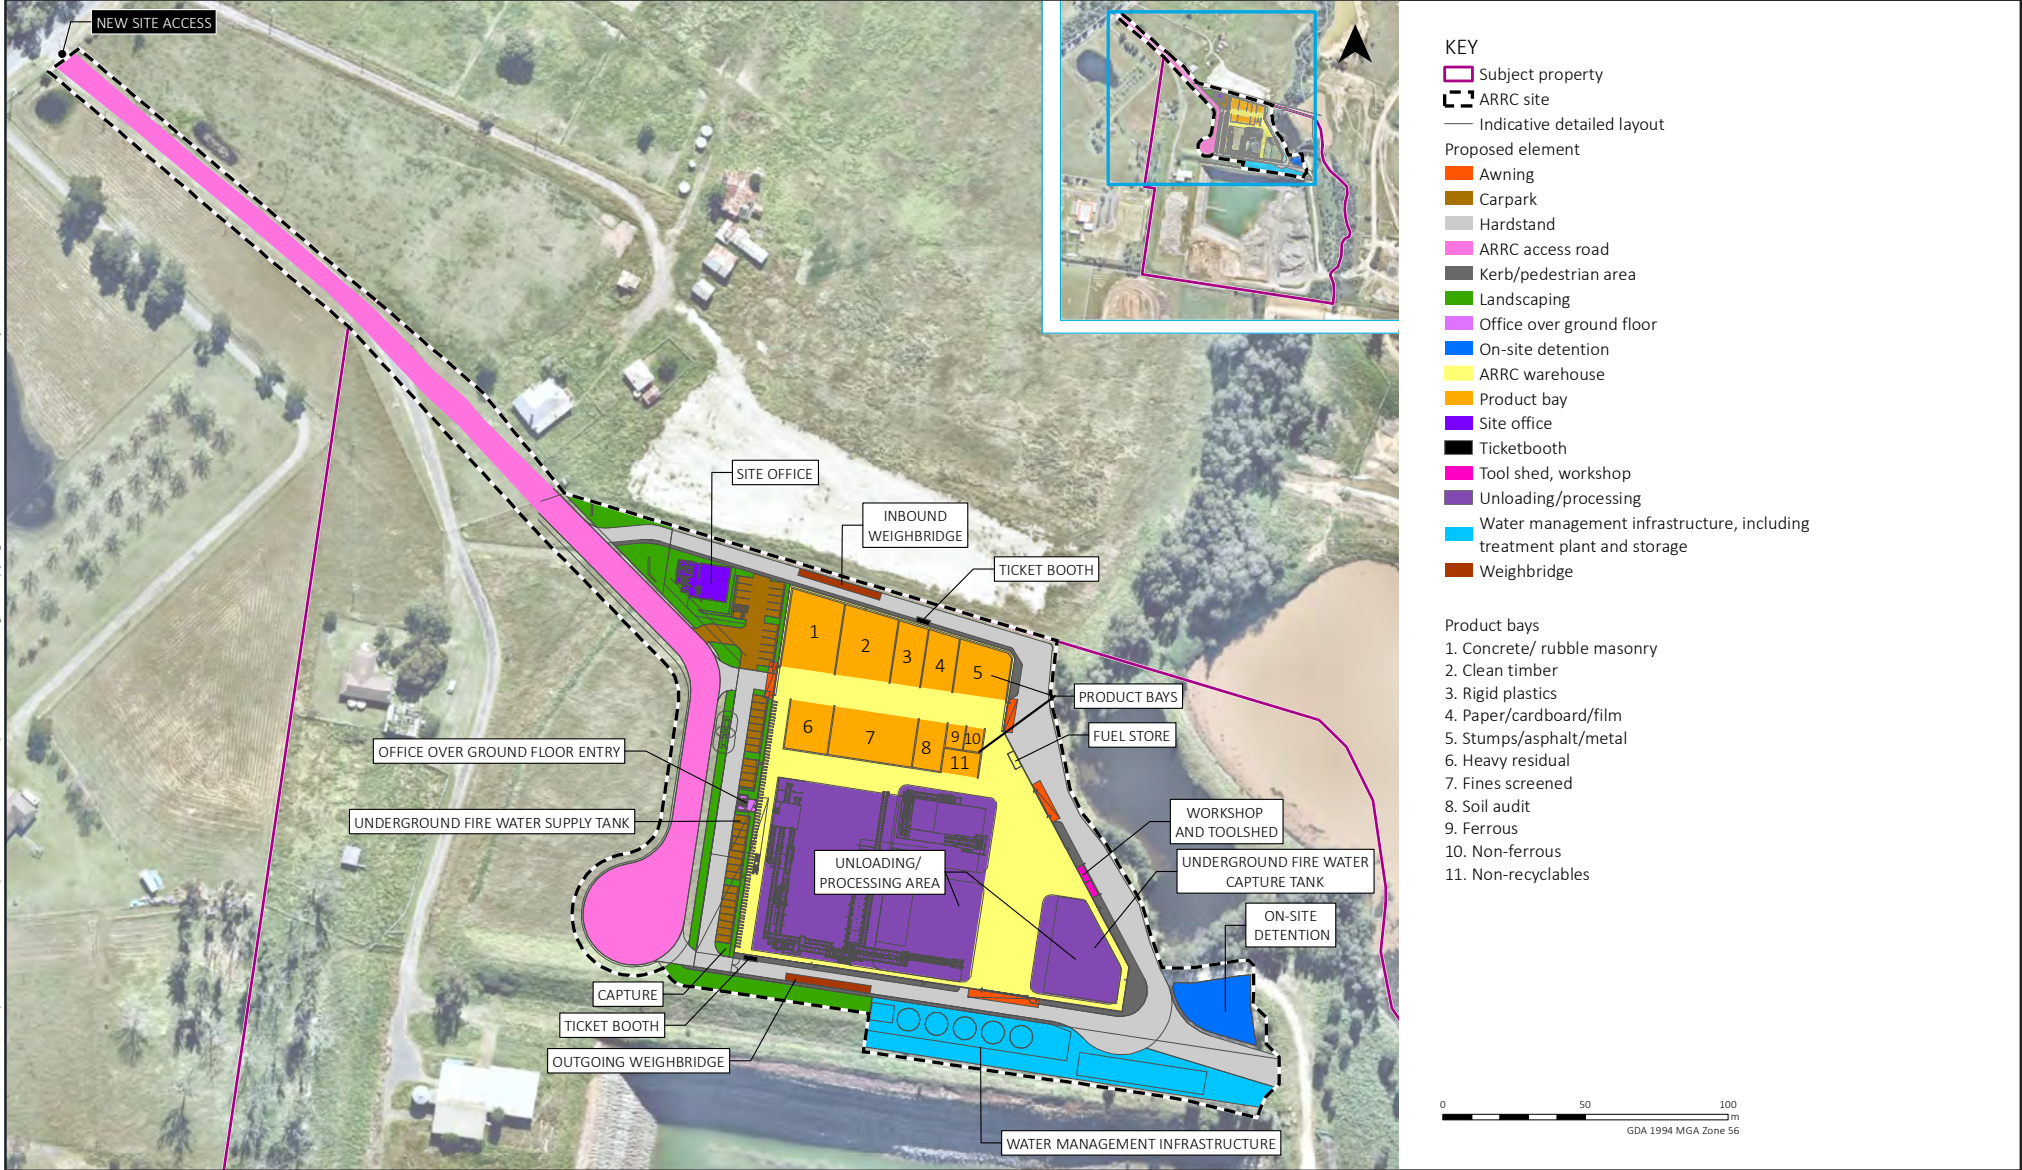 NEW SITE ACCESS
SITE OFFICE
INBOUND
WEIGHBRIDGE
TICKET BOOTH
1
2
3
4
5
PRODUCT BAYS
6
7
8
9
10
11
FUEL STORE
OFFICE OVER GROUND FLOOR ENTRY
UNDERGROUND FIRE WATER SUPPLY TANK
WORKSHOP
AND TOOLSHED
UNLOADING/
PROCESSING AREA
UNDERGROUND FIRE WATER
CAPTURE TANK
ON-SITE
DETENTION
CAPTURE
TICKET BOOTH
OUTGOING WEIGHBRIDGE
WATER MANAGEMENT INFRASTRUCTURE
KEY
Subject property
ARRC site
Indicative detailed layout
Proposed element
Awning
Carpark
Hardstand
ARRC access road
Kerb/pedestrian area
Landscaping
Office over ground floor
On-site detention
ARRC warehouse
Product bay
Site office
Ticketbooth
Tool shed, workshop
Unloading/processing
Water management infrastructure, including
treatment plant and storage
Weighbridge
Product bays
1. Concrete/ rubble masonry
2. Clean timber
3. Rigid plastics
4. Paper/cardboard/film
5. Stumps/asphalt/metal
6. Heavy residual
7. Fines screened
8. Soil audit
9. Ferrous
10. Non-ferrous
11. Non-recyclables
0 50 100
m
GDA 1994 MGA Zone 56